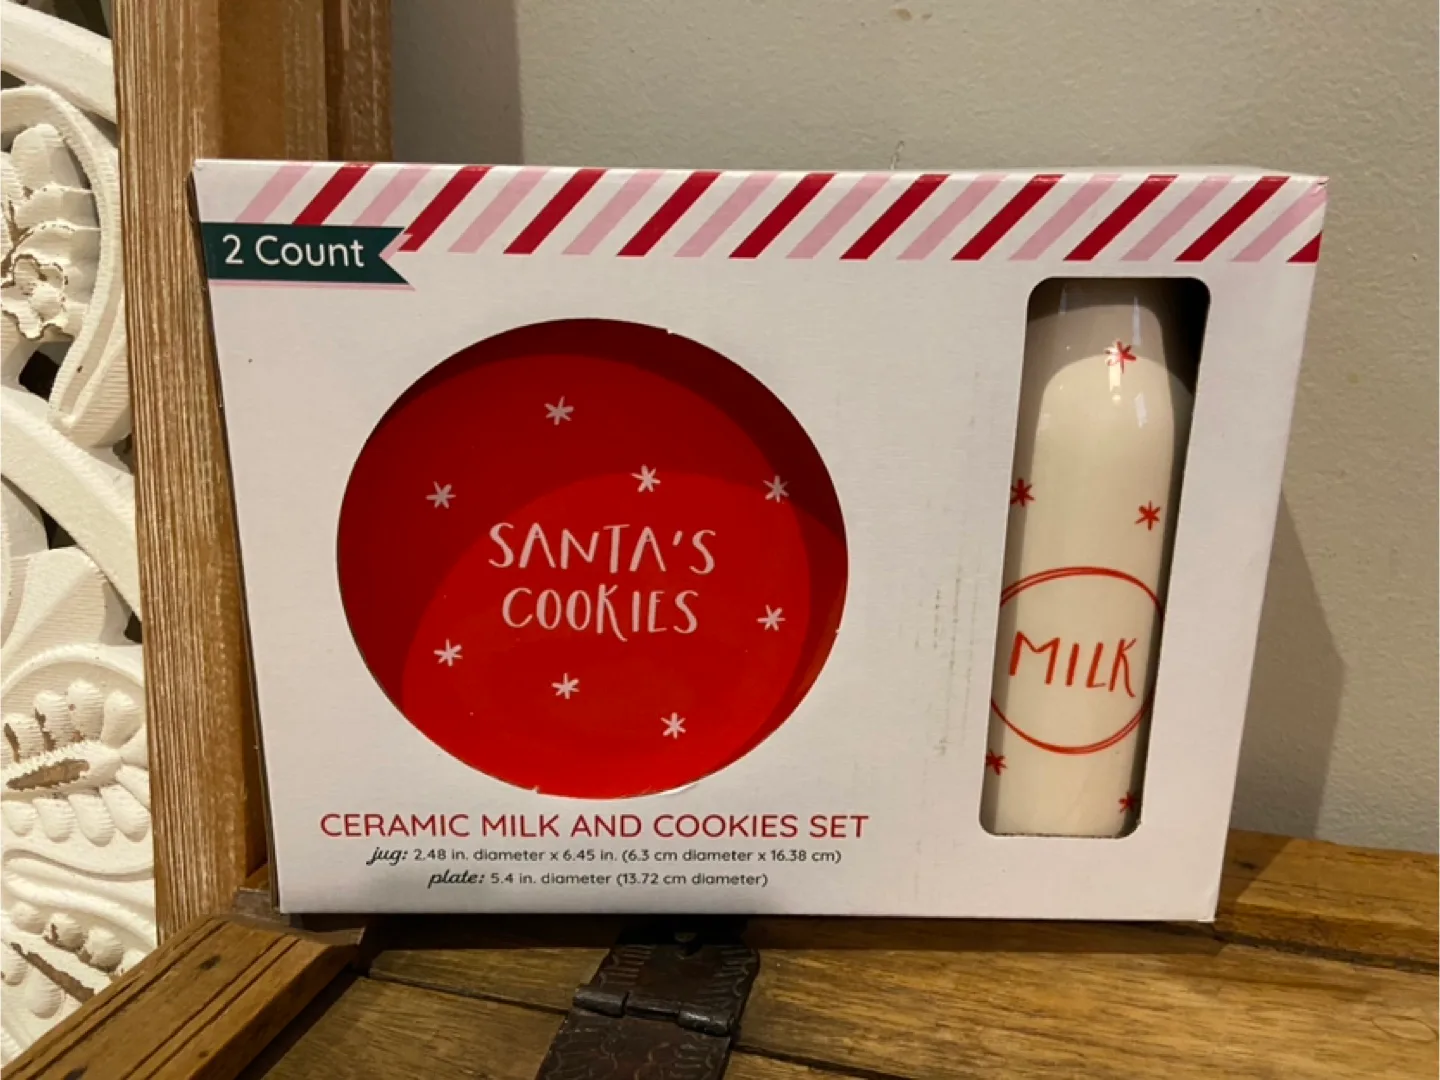 2 Count
SANTA'S
COOKIES
MILK
CERAMIC MILK AND COOKIES SET
jug: 2.48 in. diameter x 6.45 in. (6.3 cm diameter x 16.38 cm)
plate: 5.4 in. diameter (13.72 cm diameter)